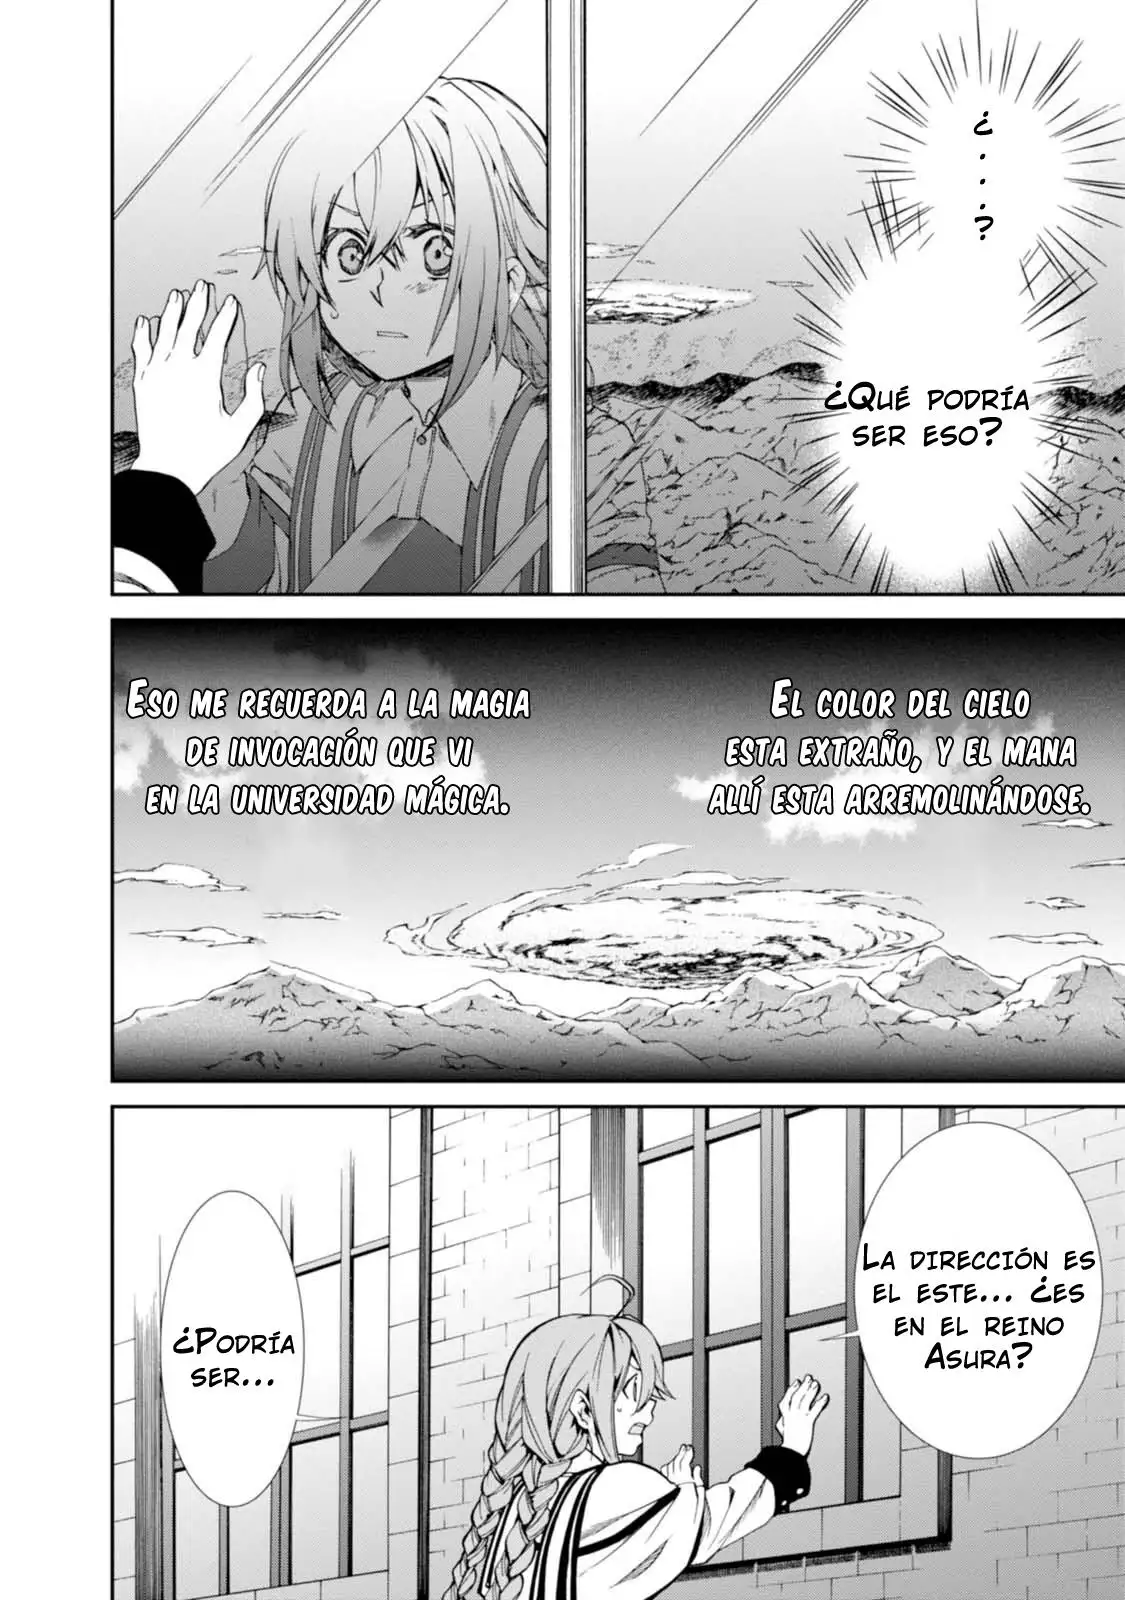 ¿
.
.
.
.
?
¿QUÉ PODRÍA
SER ESO?
EL COLOR DEL CIELO
ESTA EXTRAÑO, Y EL MANA
ALLÍ ESTA ARREMOLINÁNDOSE.
ESO ME RECUERDA A LA MAGIA
DE INVOCACIÓN QUE VI
EN LA UNIVERSIDAD MÁGICA.
LA DIRECCIÓN ES
EL ESTE... ¿ES
EN EL REINO
ASURA?
¿PODRÍA
SER...